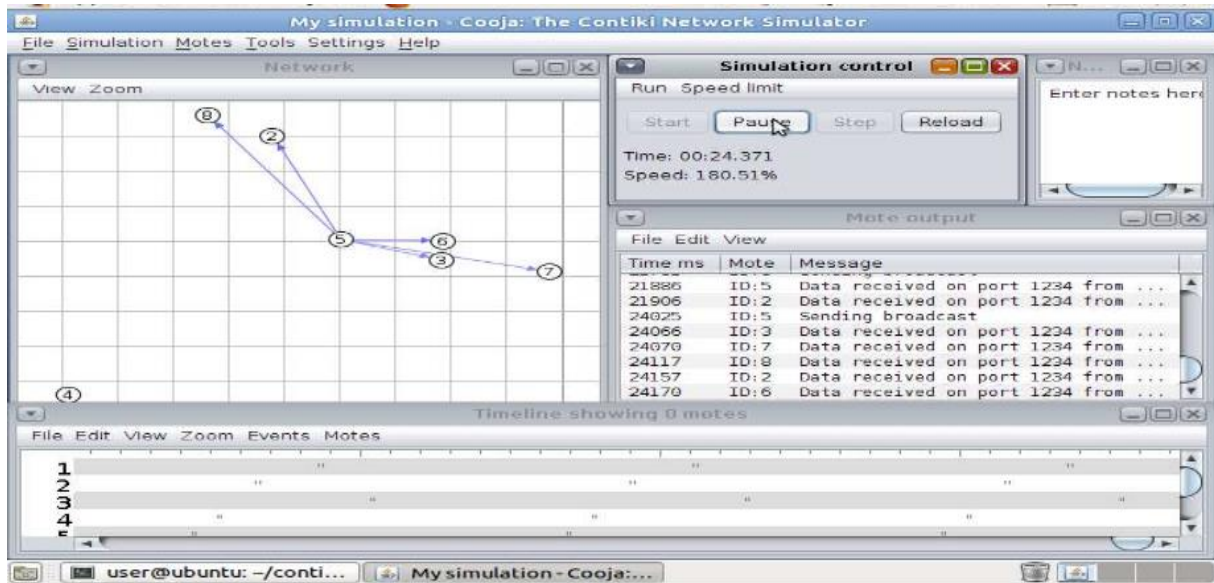 My simulation - Cooja: The Contiki Network Simulator
File Simulation Motes Tools Settings Help
Network
View Zoom
8
2
5
6
3
7
4
Simulation control
Run Speed limit
Start Pause Step Reload
Time: 00:24.371
Speed: 180.51%
N...
Enter notes her
Mote output
File Edit View
Time ms Mote Message
21886 ID:5 Data received on port 1234 from ...
21906 ID:2 Data received on port 1234 from ...
24025 ID:5 Sending broadcast
24066 ID:3 Data received on port 1234 from ...
24070 ID:7 Data received on port 1234 from ...
24117 ID:8 Data received on port 1234 from ...
24157 ID:2 Data received on port 1234 from ...
24170 ID:6 Data received on port 1234 from ...
Timeline showing 0 motes
File Edit View Zoom Events Motes
1
2
3
4
5
user@ubuntu: ~/conti... My simulation - Cooja:...